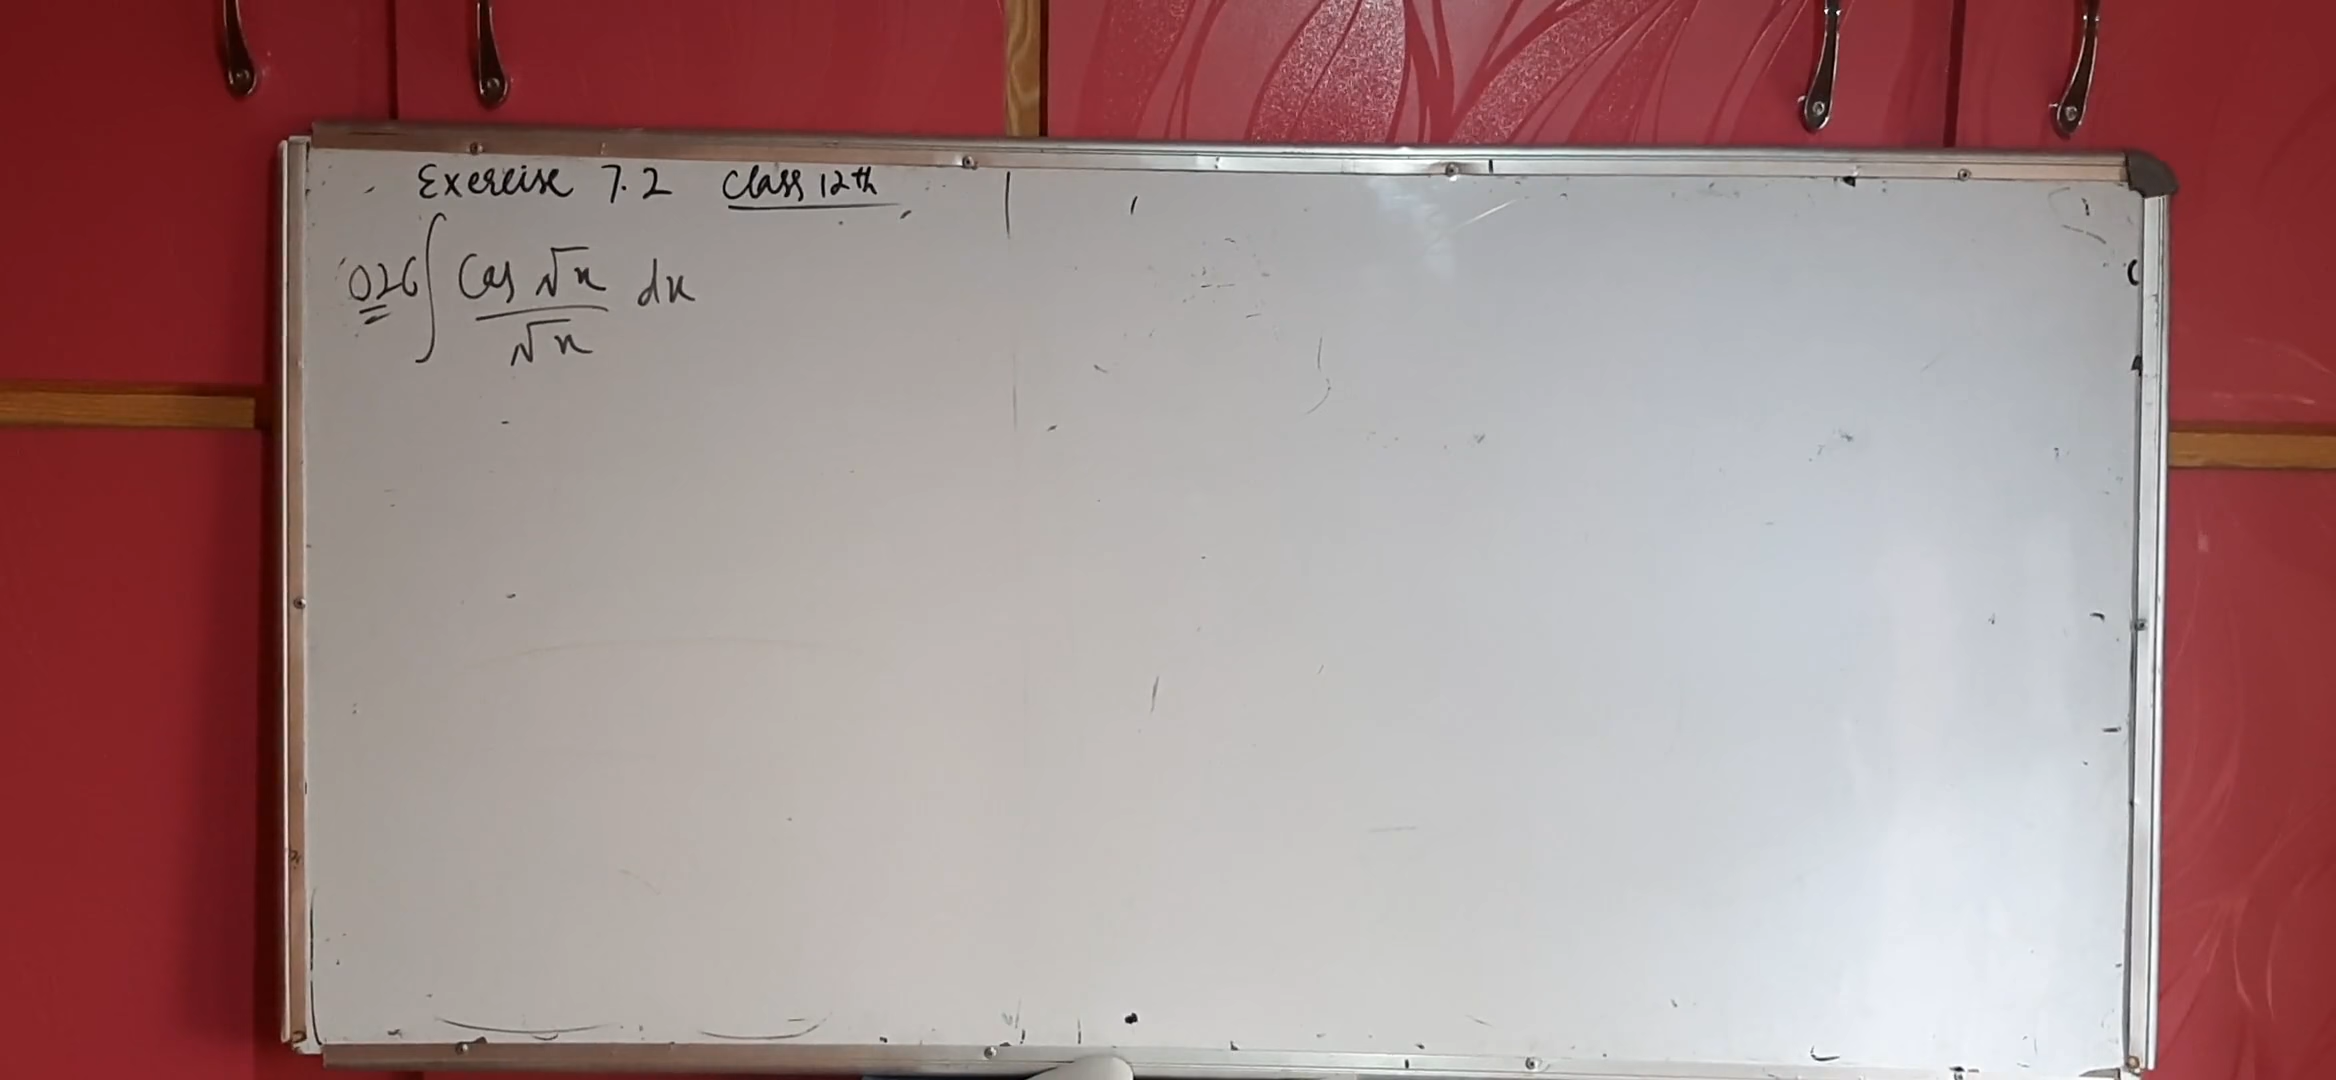 Exercise 7.2 Class 12th
Q26 ∫ Cos √x / √x dx